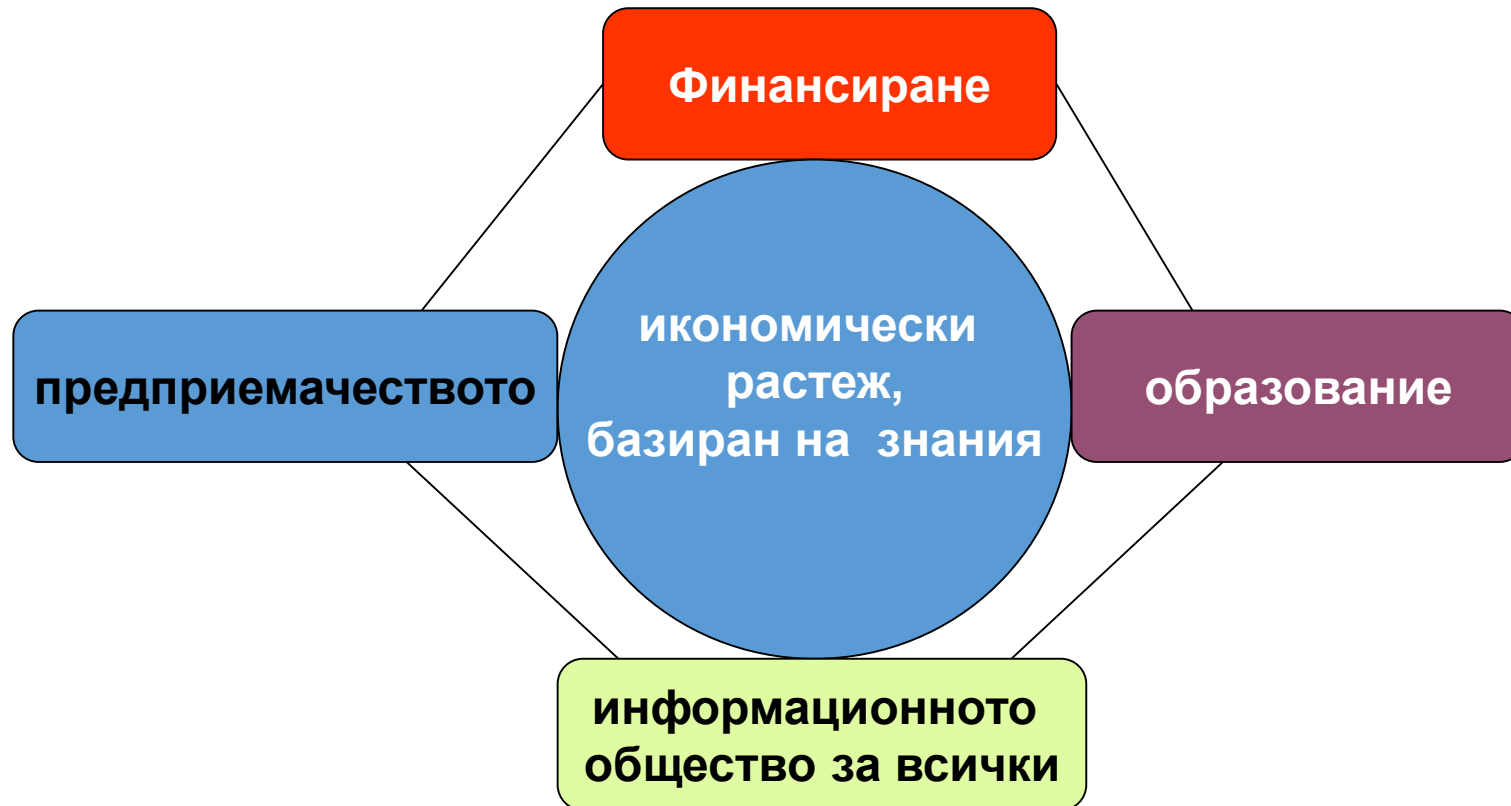 Финансиране
икономически
растеж,
базиран на знания
предприемачеството
образование
информационното
общество за всички